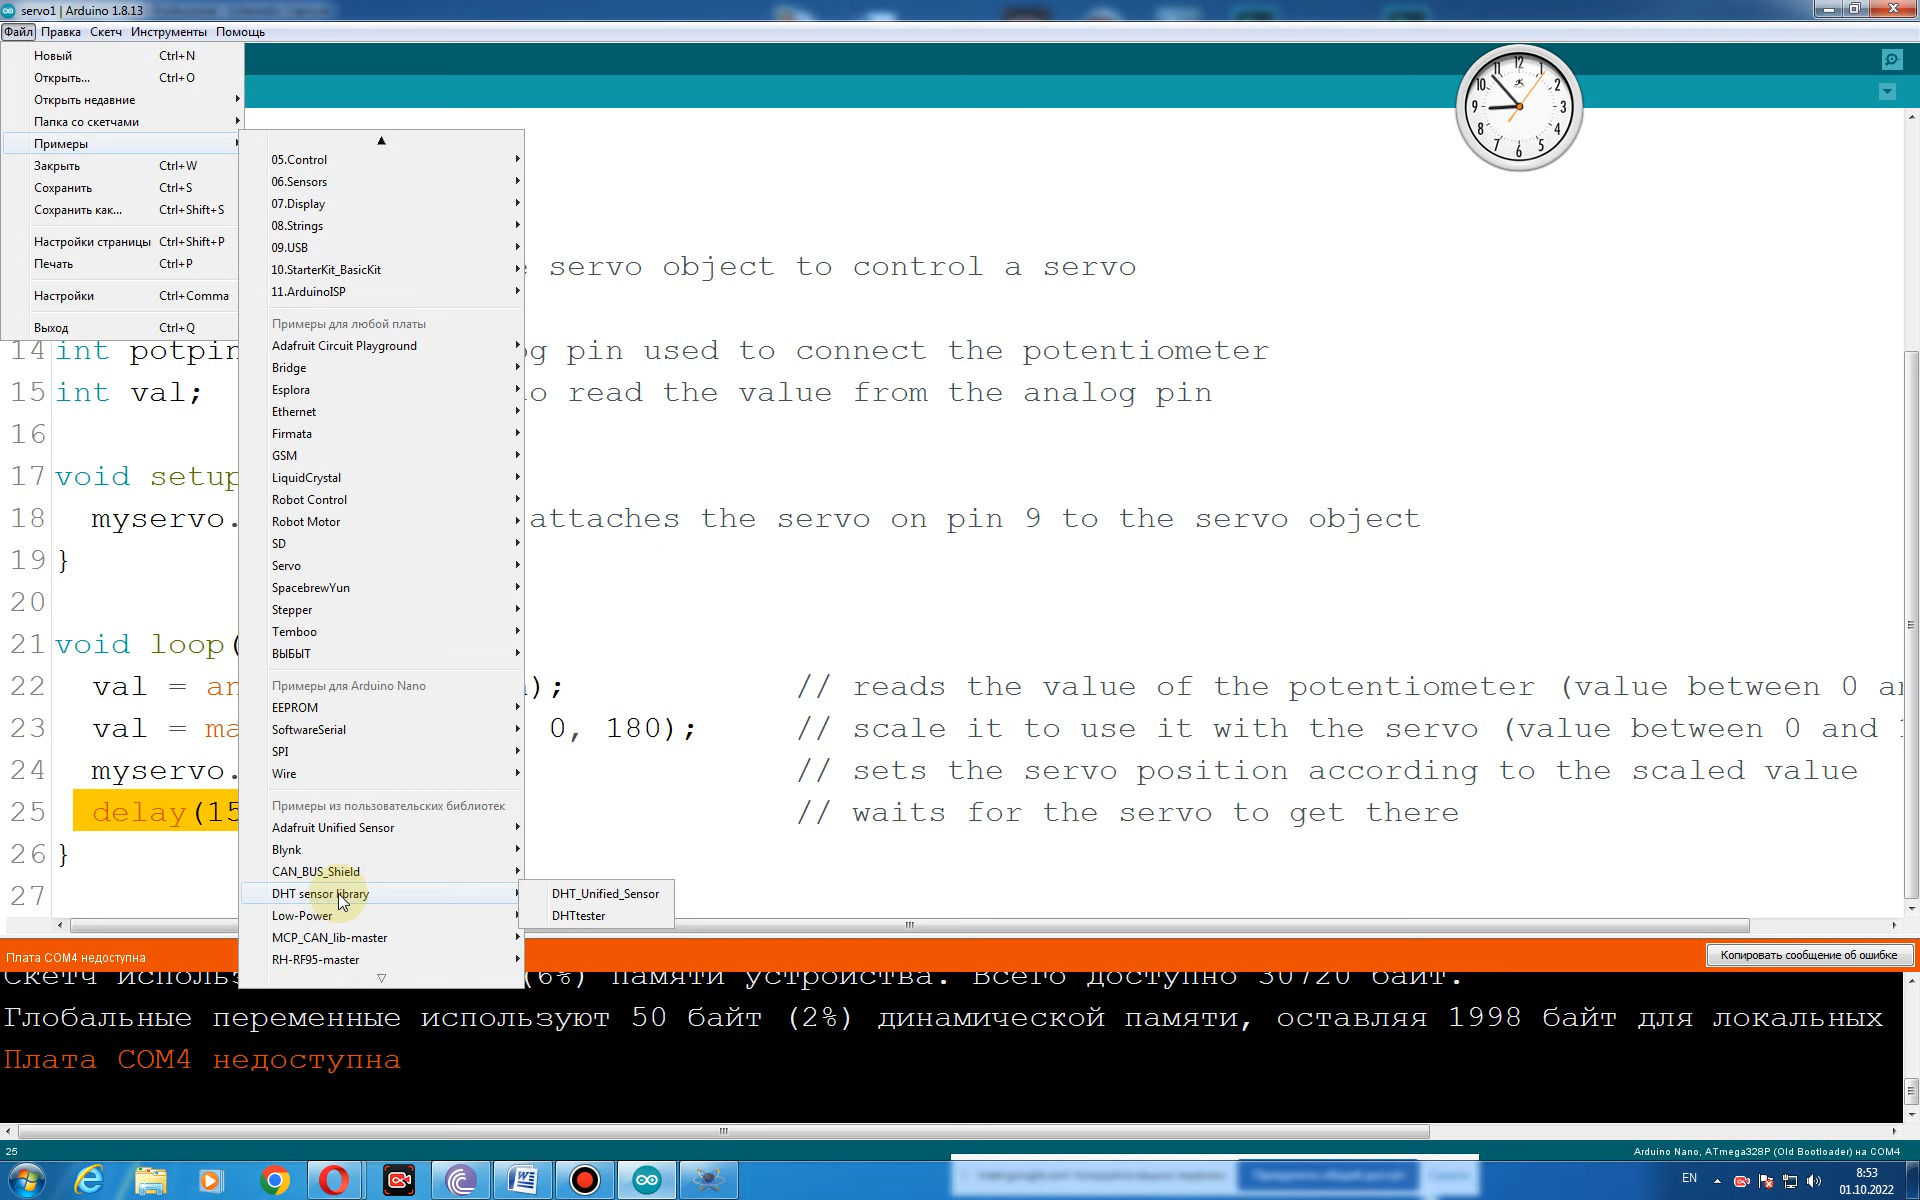 servo1 | Arduino 1.8.13
Файл Правка Скетч Инструменты Помощь
Новый Ctrl+N
Открыть... Ctrl+O
Открыть недавние
Папка со скетчами
Примеры
Закрыть Ctrl+W
Сохранить Ctrl+S
Сохранить как... Ctrl+Shift+S
Настройки страницы Ctrl+Shift+P
Печать Ctrl+P
Настройки Ctrl+Comma
Выход Ctrl+Q
05.Control
06.Sensors
07.Display
08.Strings
09.USB
10.StarterKit_BasicKit
11.ArduinoISP
Примеры для любой платы
Adafruit Circuit Playground
Bridge
Esplora
Ethernet
Firmata
GSM
LiquidCrystal
Robot Control
Robot Motor
SD
Servo
SpacebrewYun
Stepper
Temboo
ВЫБЫТ
Примеры для Arduino Nano
EEPROM
SoftwareSerial
SPI
Wire
Примеры из пользовательских библиотек
Adafruit Unified Sensor
Blynk
CAN_BUS_Shield
DHT sensor library
Low-Power
MCP_CAN_lib-master
RH-RF95-master
DHT_Unified_Sensor
DHTtester
12 1 2 3 4 5 6 7 8 9 10 11
servo object to control a servo
14 int potpin pin used to connect the potentiometer
15 int val; read the value from the analog pin
16
17 void setup
18 myservo. attaches the servo on pin 9 to the servo object
19 }
20
21 void loop(
22 val = an ); // reads the value of the potentiometer (value between 0 a
23 val = ma 0, 180); // scale it to use it with the servo (value between 0 and
24 myservo. // sets the servo position according to the scaled value
25 delay(15 // waits for the servo to get there
26 }
27
Плата COM4 недоступна
Копировать сообщение об ошибке
Скетч исполь (6%) памяти устройства. Всего доступно 30720 байт.
Глобальные переменные используют 50 байт (2%) динамической памяти, оставляя 1998 байт для локальных
Плата COM4 недоступна
25
Arduino Nano, ATmega328P (Old Bootloader) на COM4
EN
8:53
01.10.2022